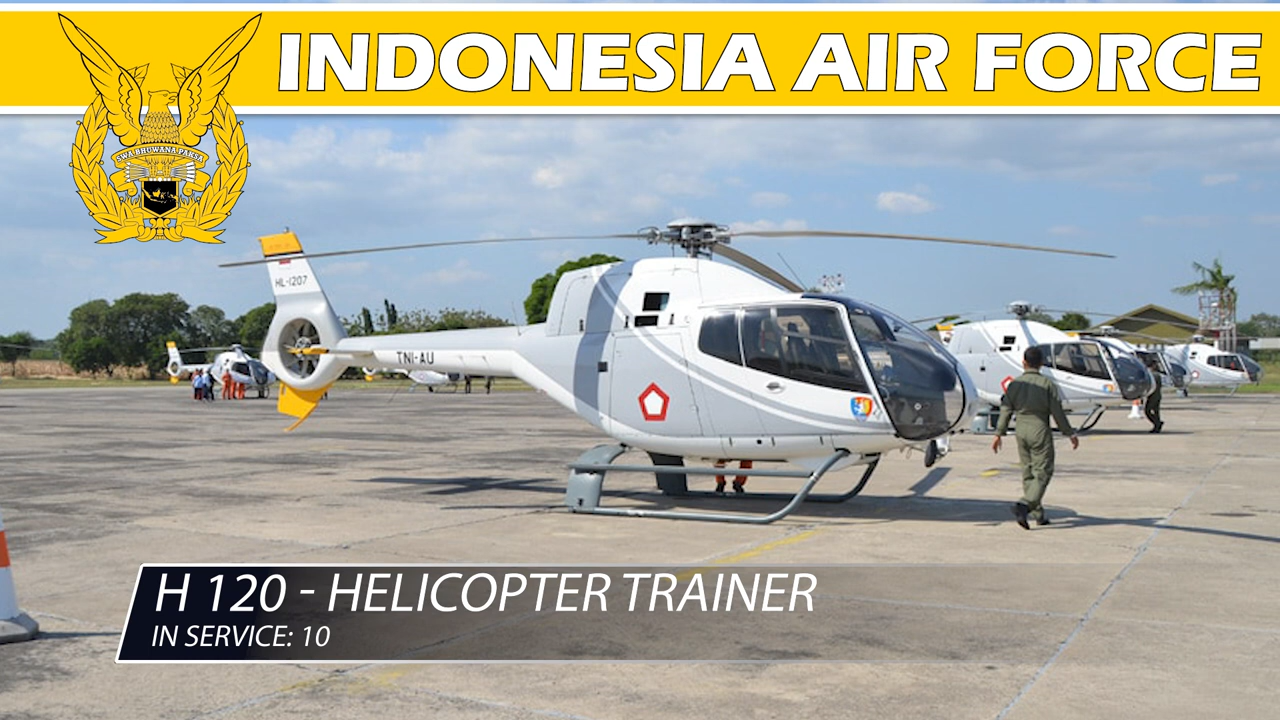 INDONESIA AIR FORCE
SWA BHUWANA PAKSA
HL-1207
TNI-AU
H 120 - HELICOPTER TRAINER
IN SERVICE: 10